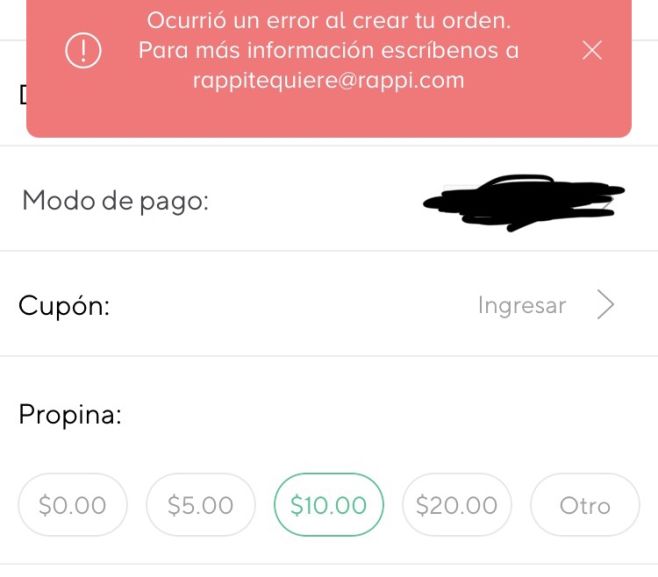 Ocurrió un error al crear tu orden.
Para más información escríbenos a
rappitequiere@rappi.com
Modo de pago:
Cupón:
Ingresar
Propina:
$0.00
$5.00
$10.00
$20.00
Otro